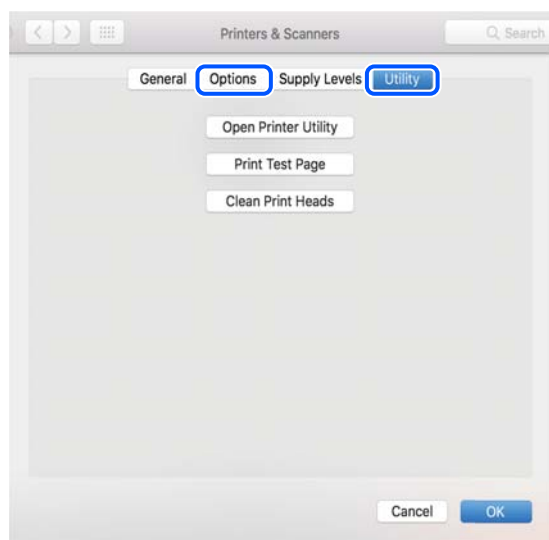 Printers & Scanners Search
General Options Supply Levels Utility
Open Printer Utility
Print Test Page
Clean Print Heads
Cancel OK